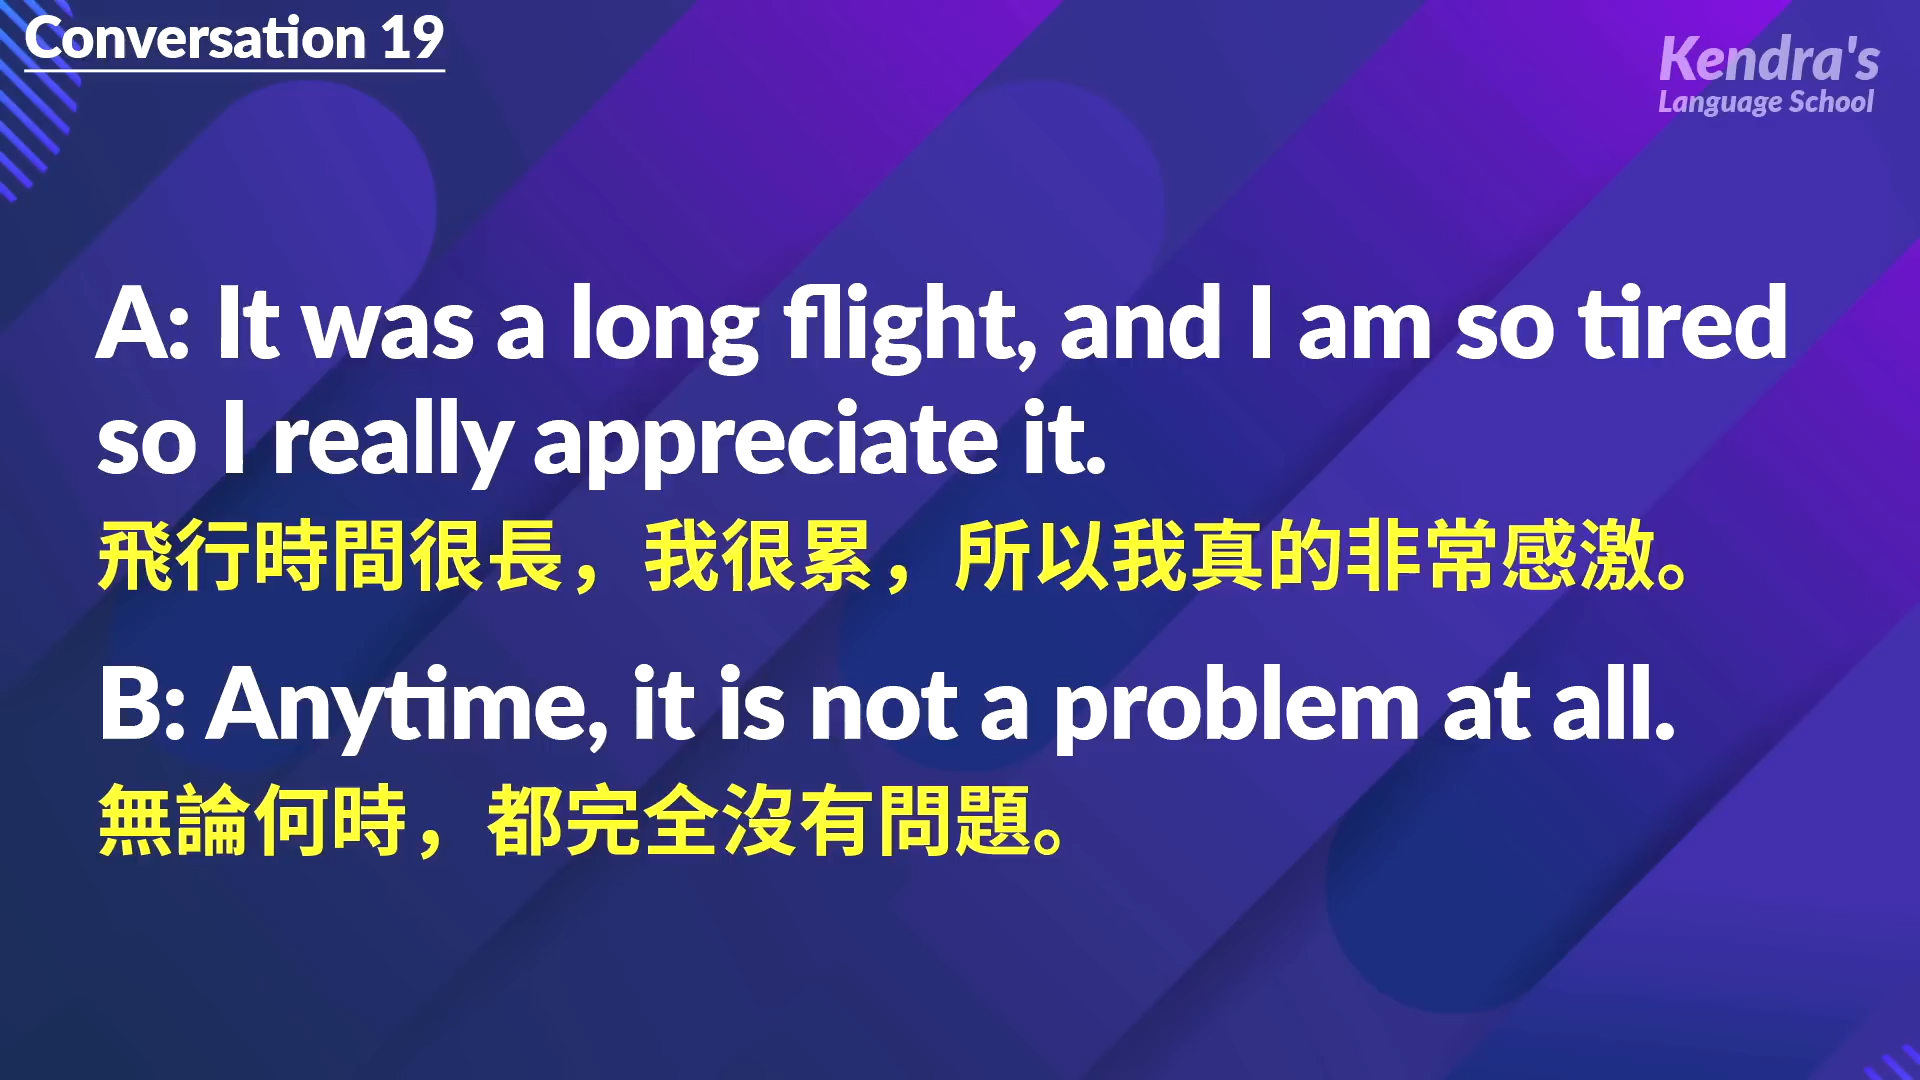 Conversation 19
Kendra's
Language School
A: It was a long flight, and I am so tired
so I really appreciate it.
飛行時間很長，我很累，所以我真的非常感激。
B: Anytime, it is not a problem at all.
無論何時，都完全沒有問題。